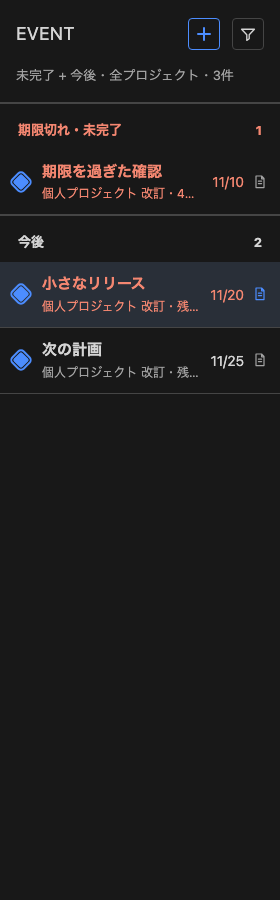 EVENT
未完了 + 今後・全プロジェクト・3件
期限切れ・未完了 1
期限を過ぎた確認 11/10
個人プロジェクト 改訂・4...
今後 2
小さなリリース 11/20
個人プロジェクト 改訂・残...
次の計画 11/25
個人プロジェクト 改訂・残...